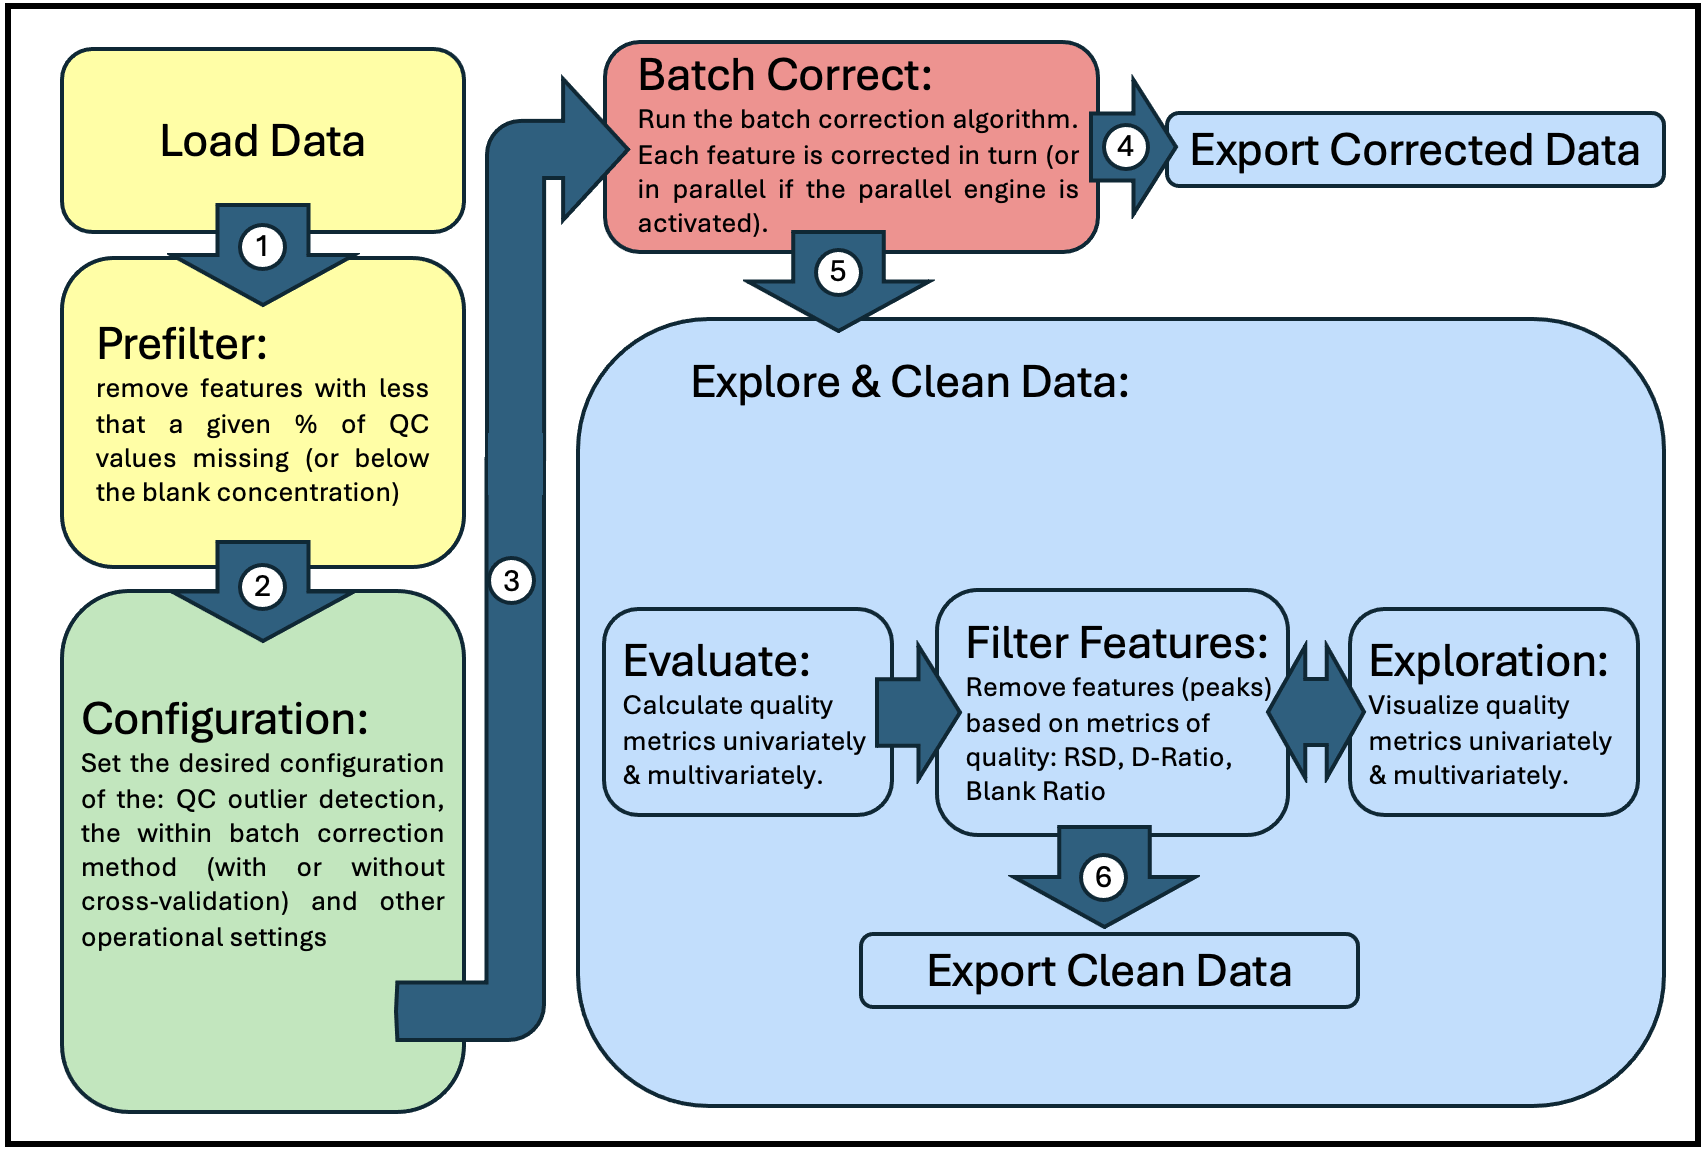 Load Data
1
Prefilter:
remove features with less
that a given % of QC
values missing (or below
the blank concentration)
2
Configuration:
Set the desired configuration
of the: QC outlier detection,
the within batch correction
method (with or without
cross-validation) and other
operational settings
3
Batch Correct:
Run the batch correction algorithm.
Each feature is corrected in turn (or
in parallel if the parallel engine is
activated).
4
Export Corrected Data
5
Explore & Clean Data:
Evaluate:
Calculate quality
metrics univariately
& multivariately.
Filter Features:
Remove features (peaks)
based on metrics of
quality: RSD, D-Ratio,
Blank Ratio
Exploration:
Visualize quality
metrics univariately
& multivariately.
6
Export Clean Data